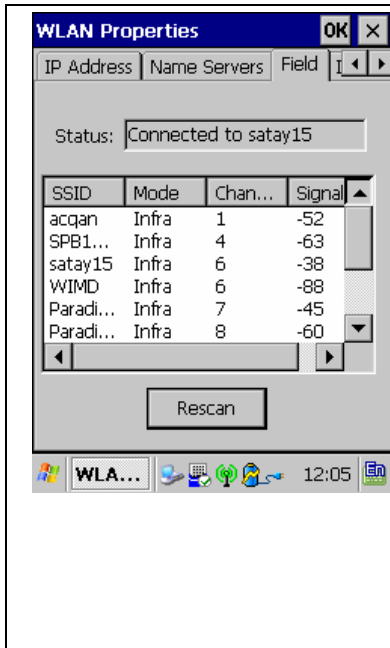 WLAN Properties OK ×
IP Address Name Servers Field I
Status: Connected to satay15
SSID Mode Chan... Signal
acqan Infra 1 -52
SPB1... Infra 4 -63
satay15 Infra 6 -38
WIMD Infra 6 -88
Paradi... Infra 7 -45
Paradi... Infra 8 -60
Rescan
WLA... 12:05 En